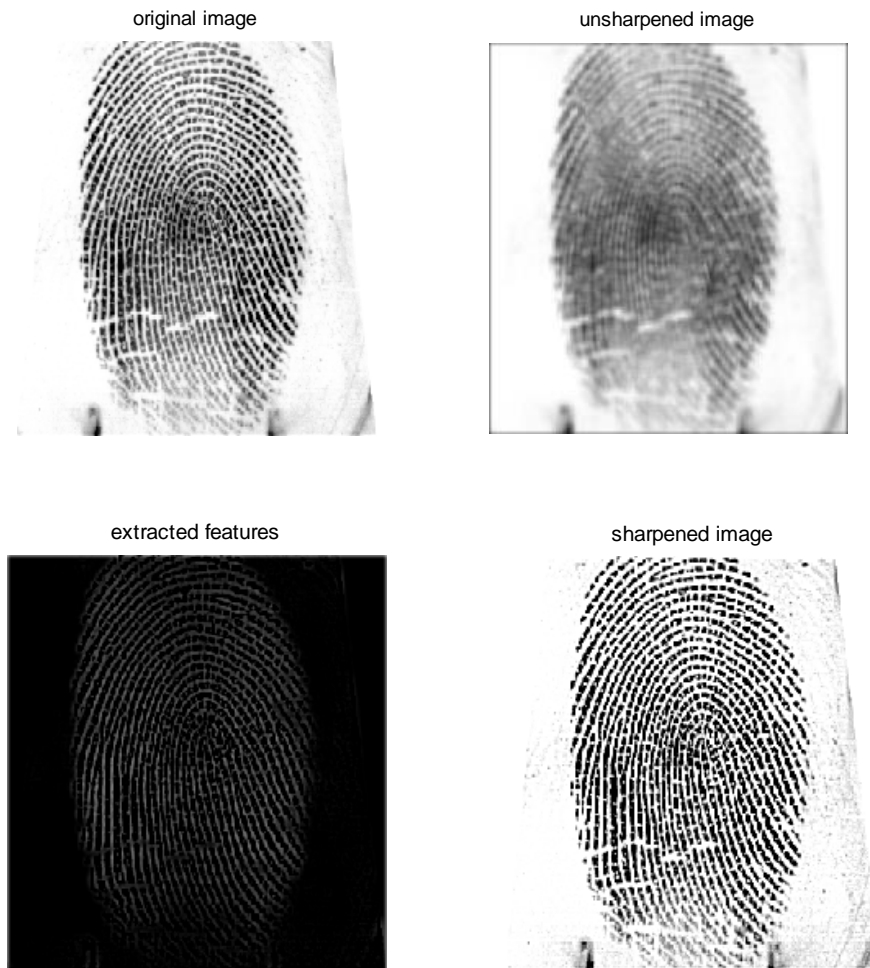 original image
unsharpened image
extracted features
sharpened image